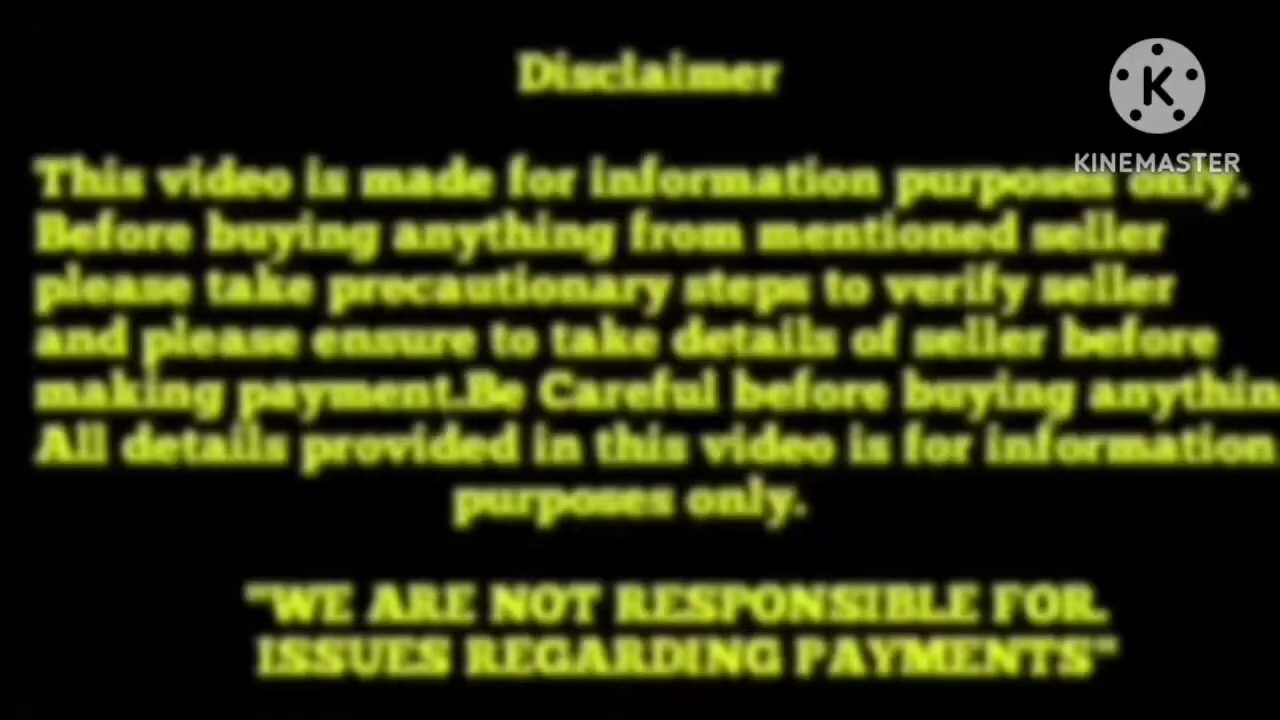 Disclaimer
K
KINEMASTER
This video is made for information purposes only.
Before buying anything from mentioned seller
please take precautionary steps to verify seller
and please ensure to take details of seller before
making payment.Be Careful before buying anythin
All details provided in this video is for information
purposes only.
"WE ARE NOT RESPONSIBLE FOR.
ISSUES REGARDING PAYMENTS"